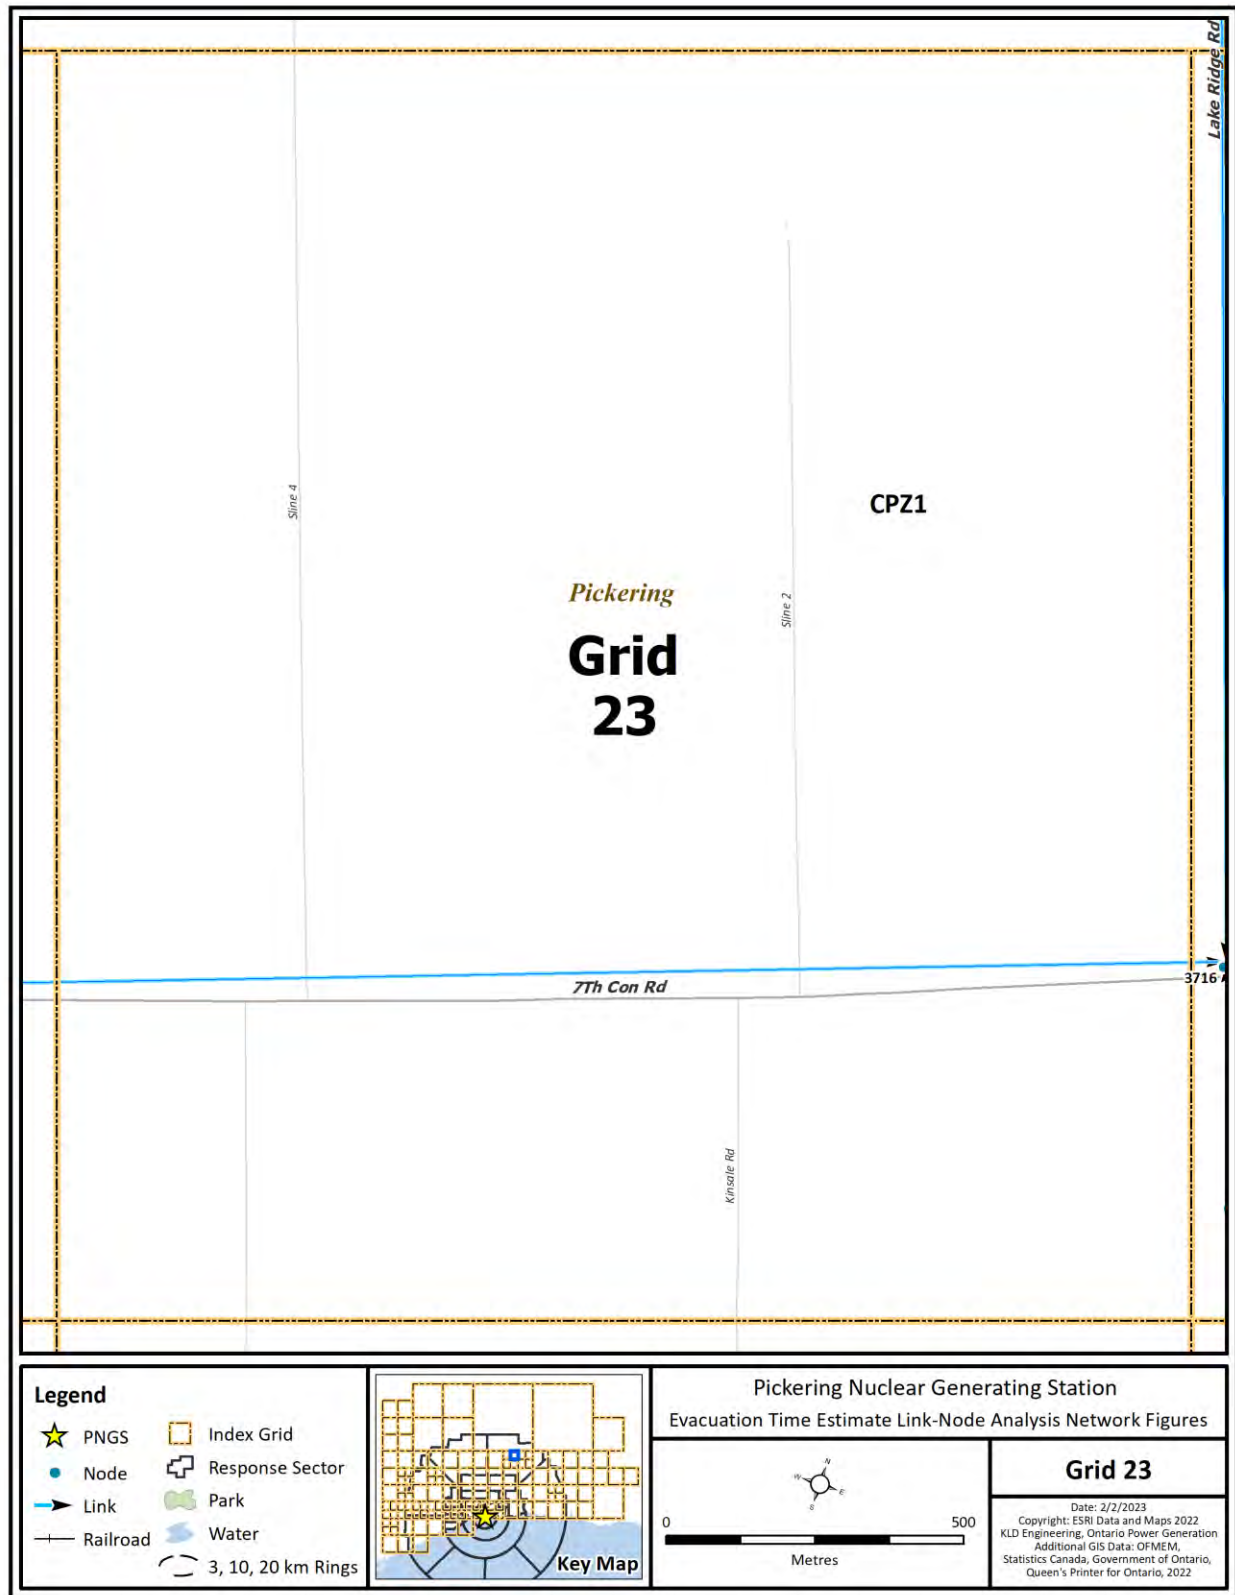 Lake Ridge Rd
Sline 4
CPZ1
Pickering
Sline 2
Grid
23
7Th Con Rd
3716
Kinsale Rd
Legend
PNGS
Node
Link
Railroad
Index Grid
Response Sector
Park
Water
3, 10, 20 km Rings
Key Map
Pickering Nuclear Generating Station
Evacuation Time Estimate Link-Node Analysis Network Figures
N
W
E
S
0
500
Metres
Grid 23
Date: 2/2/2023
Copyright: ESRI Data and Maps 2022
KLD Engineering, Ontario Power Generation
Additional GIS Data: OFMEM,
Statistics Canada, Government of Ontario,
Queen's Printer for Ontario, 2022